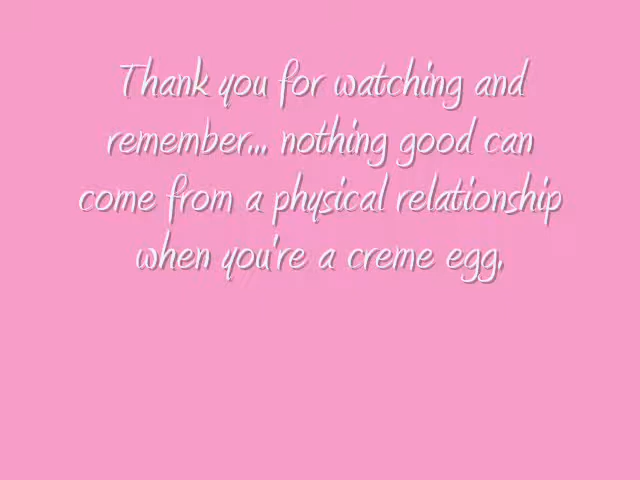 Thank you for watching and
remember... nothing good can
come from a physical relationship
when you're a creme egg.